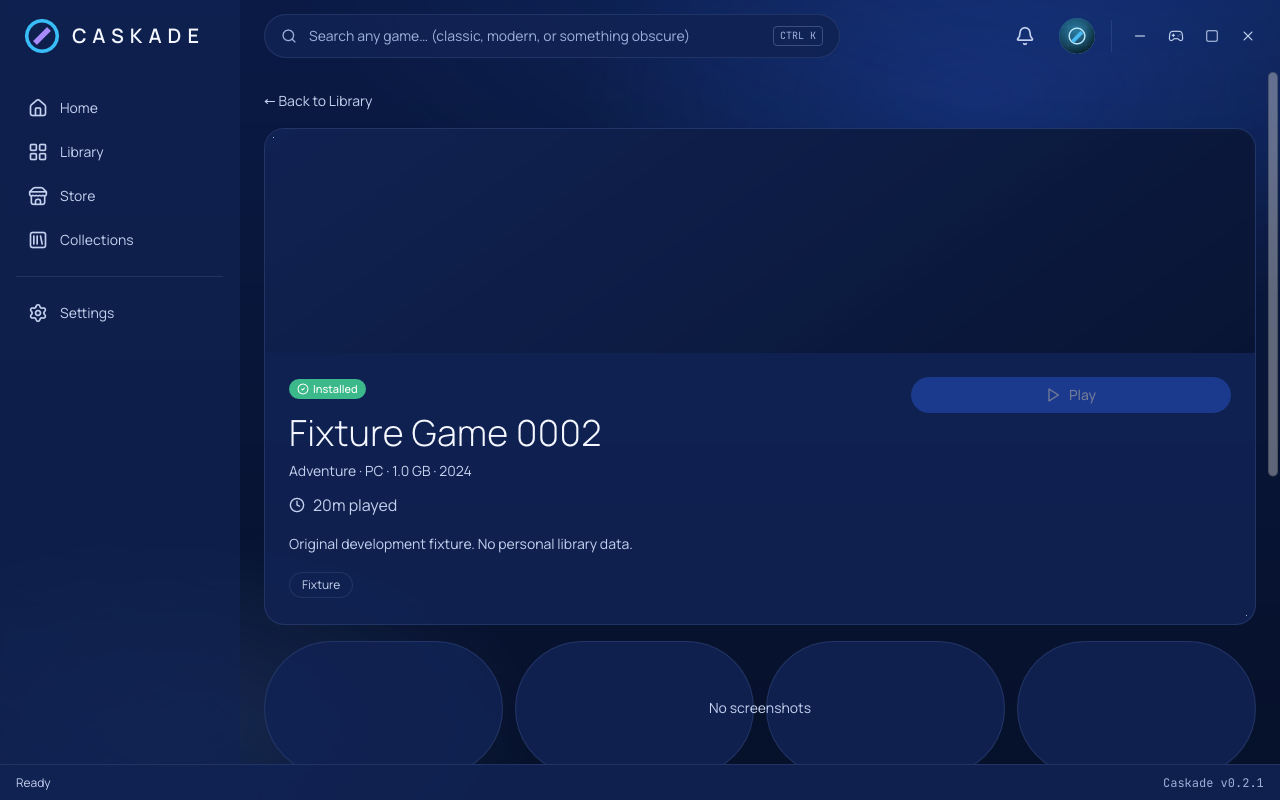 CASKADE
Search any game... (classic, modern, or something obscure)
CTRL K
Home
Library
Store
Collections
Settings
← Back to Library
Installed
Play
Fixture Game 0002
Adventure · PC · 1.0 GB · 2024
20m played
Original development fixture. No personal library data.
Fixture
No screenshots
Ready
Caskade v0.2.1